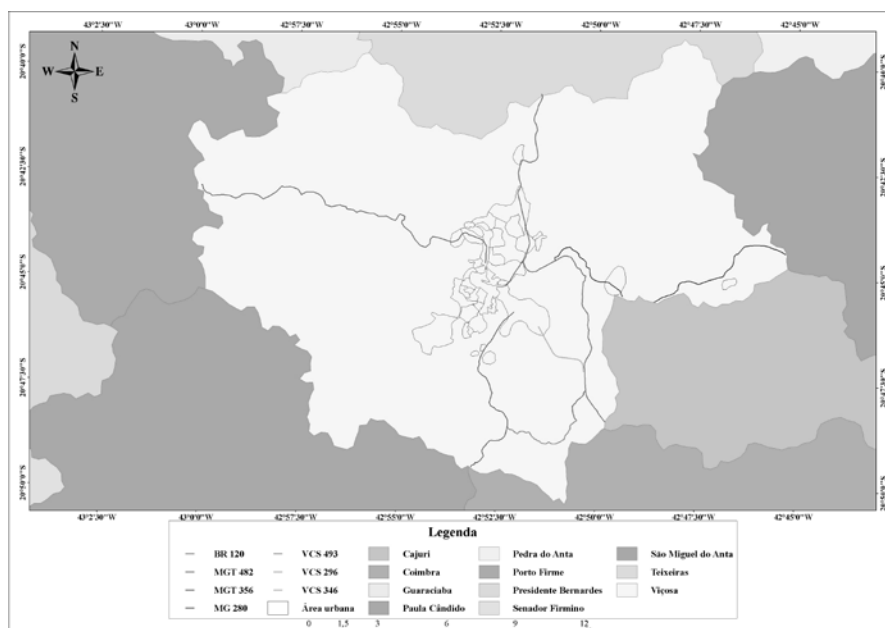 43°2'30"W 43°0'0"W 42°57'30"W 42°55'0"W 42°52'30"W 42°50'0"W 42°47'30"W 42°45'0"W
N
W E
S
20°40'0"S 20°40'0"S
20°42'30"S 20°42'30"S
20°45'0"S 20°45'0"S
20°47'30"S 20°47'30"S
20°50'0"S 20°50'0"S
43°2'30"W 43°0'0"W 42°57'30"W 42°55'0"W 42°52'30"W 42°50'0"W 42°47'30"W 42°45'0"W
Legenda
BR 120 VCS 493 Cajuri Pedra do Anta São Miguel do Anta
MGT 482 VCS 296 Coimbra Porto Firme Teixeiras
MGT 356 VCS 346 Guaraciaba Presidente Bernardes Viçosa
MG 280 Área urbana Paula Cândido Senador Firmino
0 1,5 3 6 9 12